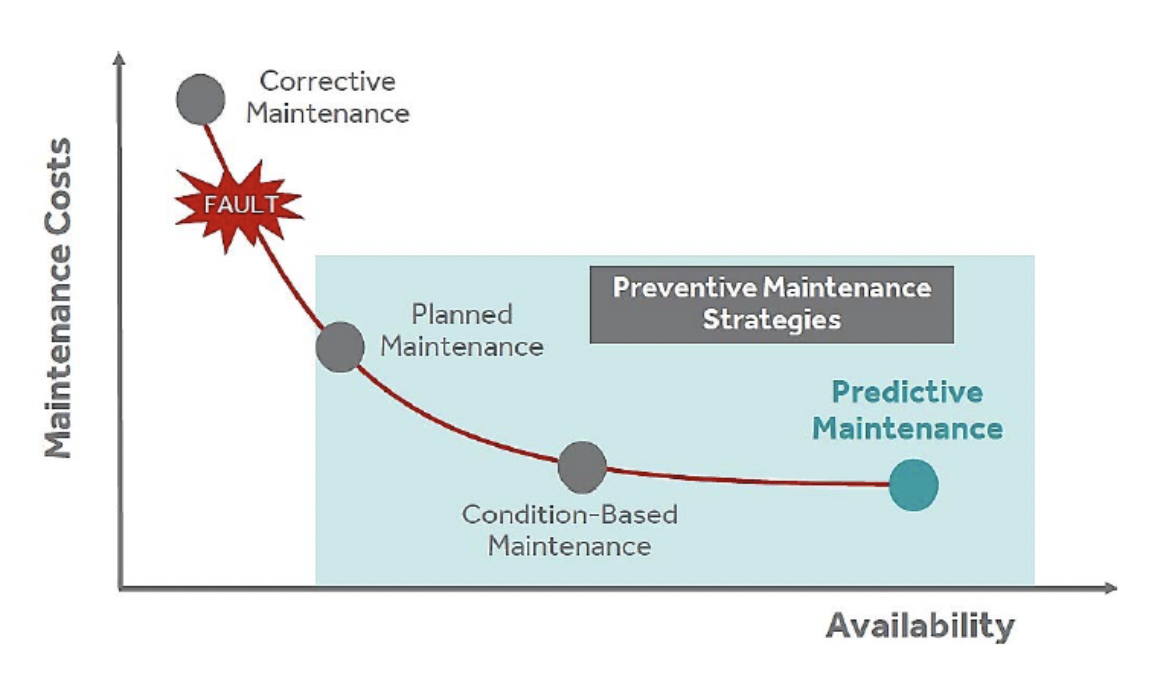 Corrective
Maintenance
FAULT
Maintenance Costs
Preventive Maintenance
Strategies
Planned
Maintenance
Predictive
Maintenance
Condition-Based
Maintenance
Availability